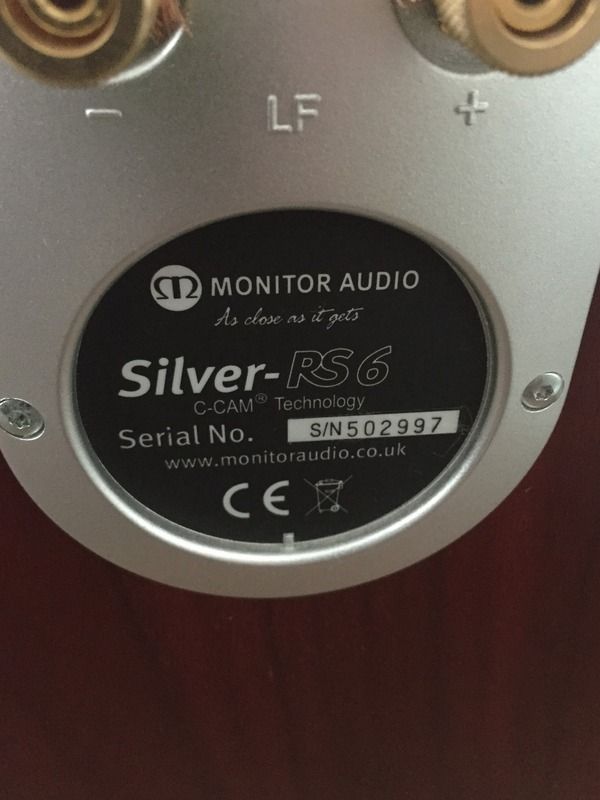 - LF +
MONITOR AUDIO
As close as it gets
Silver-RS6
C-CAM® Technology
Serial No. S/N502997
www.monitoraudio.co.uk
CE